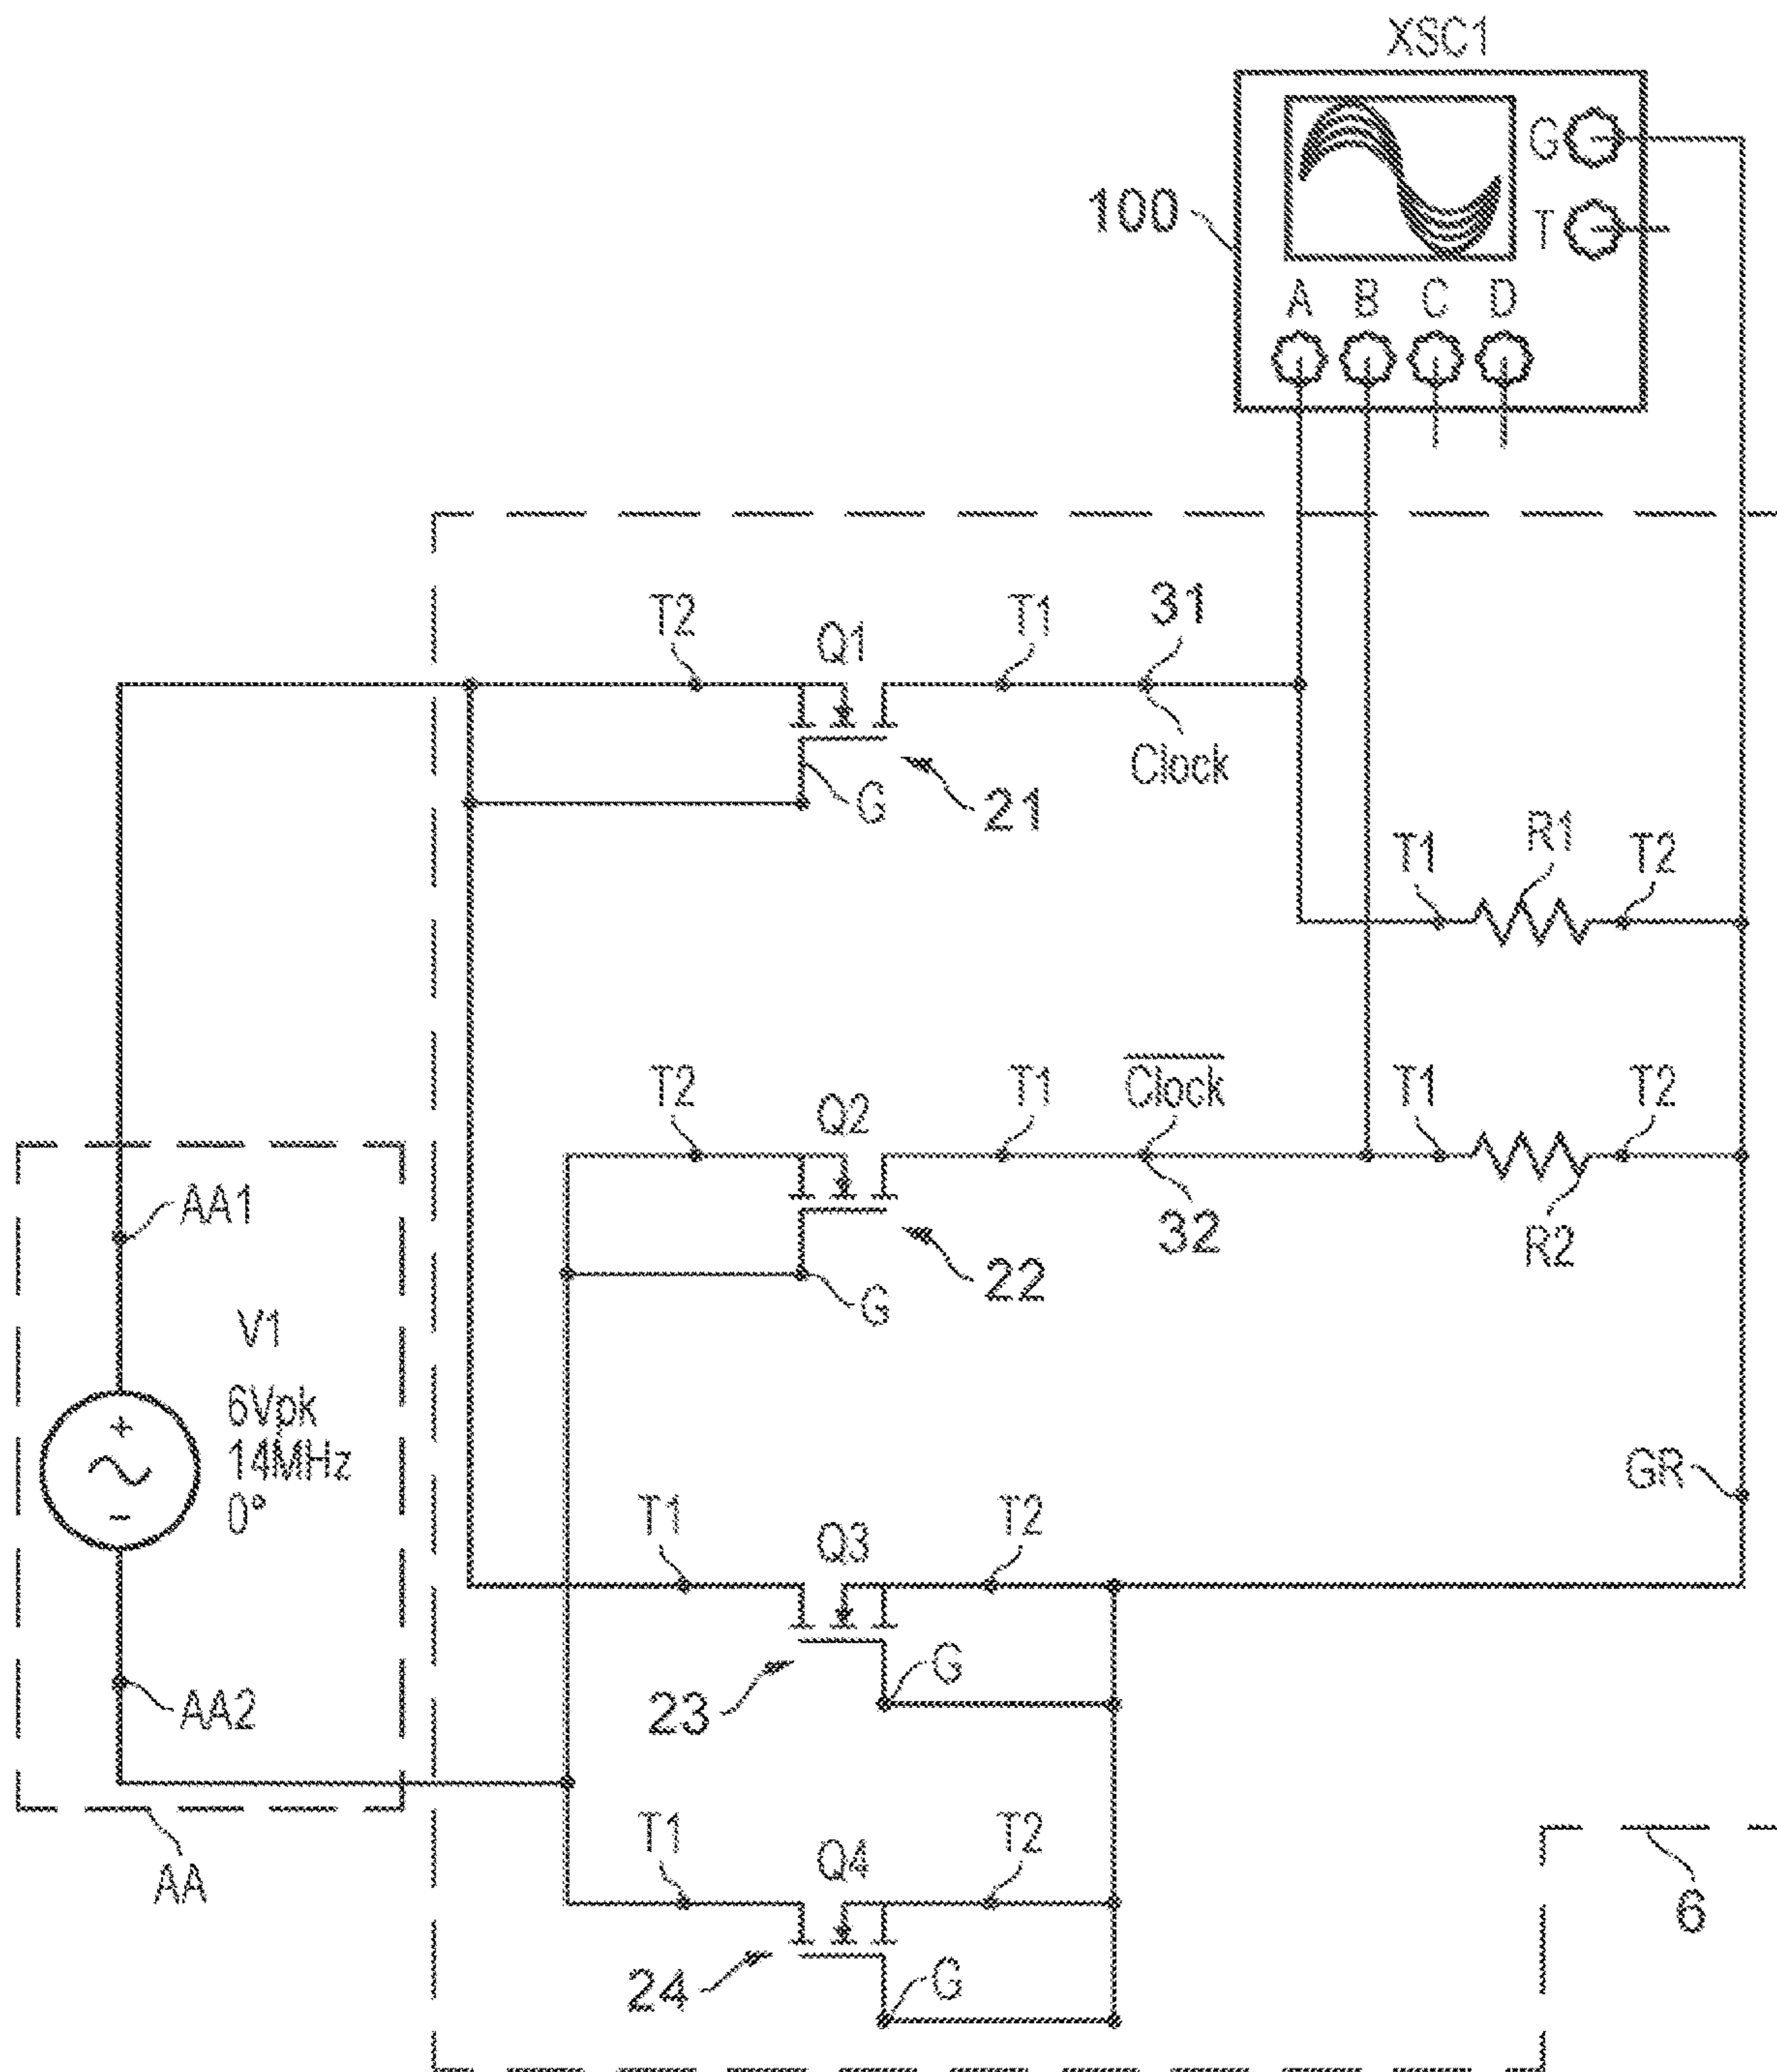 XSC1
G
100
T
A B C D
T2
Q1
T1
31
Clock
G
21
T1
R1
T2
T2
Q2
T1
Clock
T1
T2
32
R2
22
G
AA1
V1
6Vpk
14MHz
0°
AA2
AA
GR
T1
Q3
T2
G
23
T1
Q4
T2
G
24
6